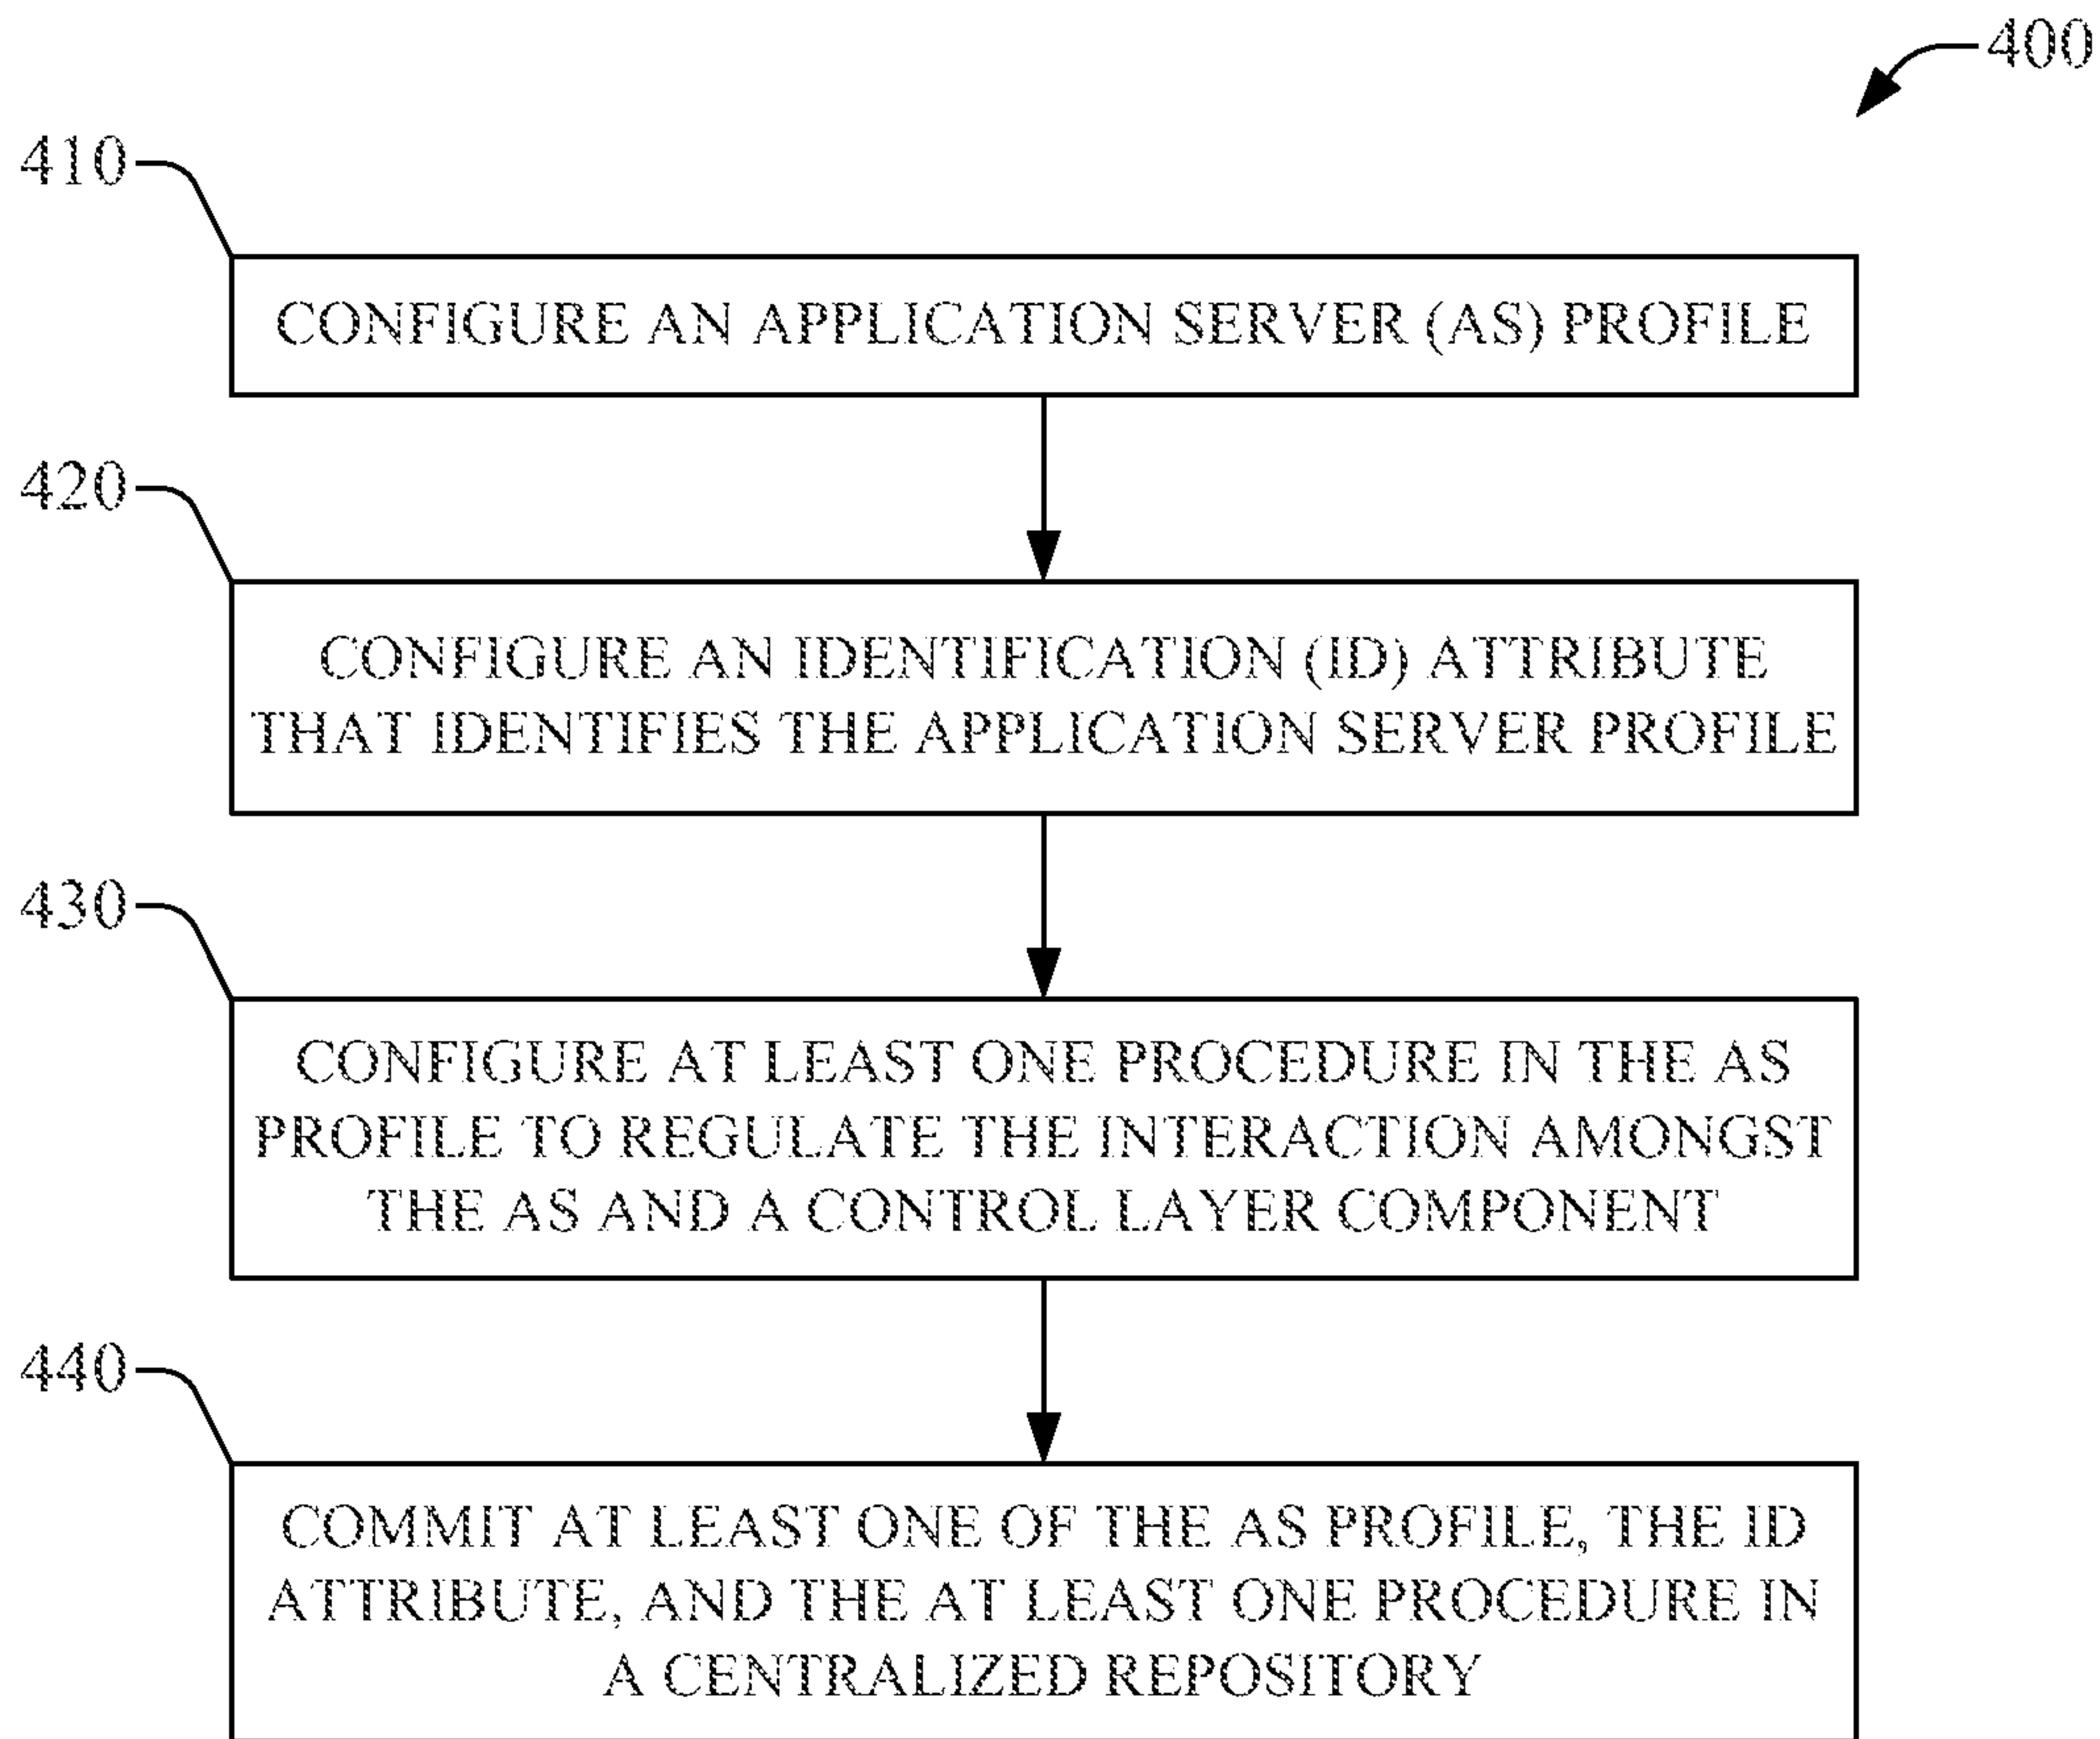 400
410
CONFIGURE AN APPLICATION SERVER (AS) PROFILE
420
CONFIGURE AN IDENTIFICATION (ID) ATTRIBUTE
THAT IDENTIFIES THE APPLICATION SERVER PROFILE
430
CONFIGURE AT LEAST ONE PROCEDURE IN THE AS
PROFILE TO REGULATE THE INTERACTION AMONGST
THE AS AND A CONTROL LAYER COMPONENT
440
COMMIT AT LEAST ONE OF THE AS PROFILE, THE ID
ATTRIBUTE, AND THE AT LEAST ONE PROCEDURE IN
A CENTRALIZED REPOSITORY